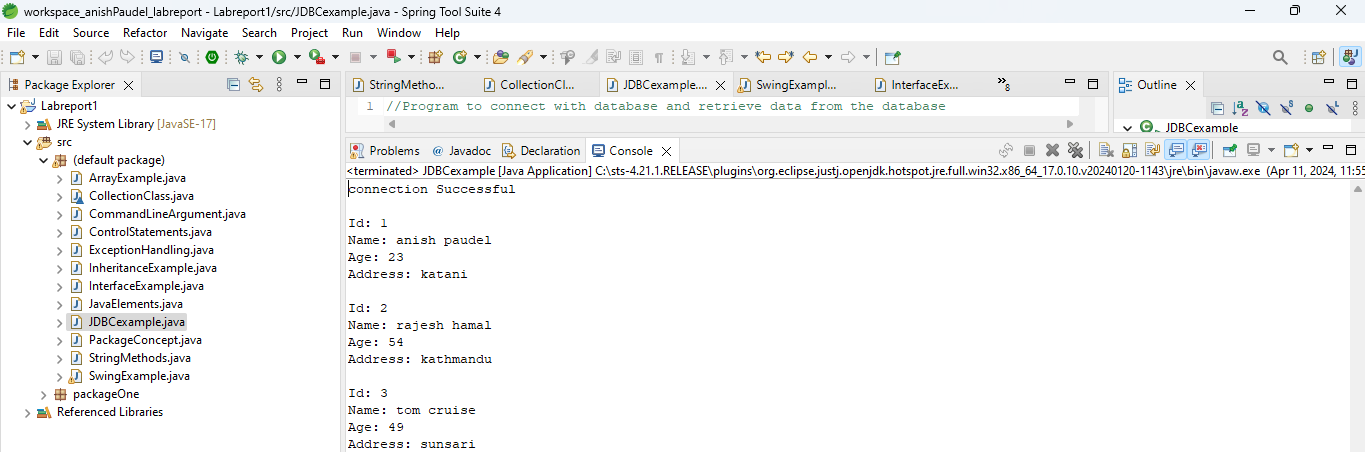 workspace_anishPaudel_labreport - Labreport1/src/JDBCexample.java - Spring Tool Suite 4
File Edit Source Refactor Navigate Search Project Run Window Help
Package Explorer
Labreport1
JRE System Library [JavaSE-17]
src
(default package)
ArrayExample.java
CollectionClass.java
CommandLineArgument.java
ControlStatements.java
ExceptionHandling.java
InheritanceExample.java
InterfaceExample.java
JavaElements.java
JDBCexample.java
PackageConcept.java
StringMethods.java
SwingExample.java
packageOne
Referenced Libraries
StringMetho... CollectionCl... JDBCexample.... SwingExampl... InterfaceEx... »8
1 //Program to connect with database and retrieve data from the database
Problems @ Javadoc Declaration Console
<terminated> JDBCexample [Java Application] C:\sts-4.21.1.RELEASE\plugins\org.eclipse.justj.openjdk.hotspot.jre.full.win32.x86_64_17.0.10.v20240120-1143\jre\bin\javaw.exe (Apr 11, 2024, 11:55
connection Successful
Id: 1
Name: anish paudel
Age: 23
Address: katani
Id: 2
Name: rajesh hamal
Age: 54
Address: kathmandu
Id: 3
Name: tom cruise
Age: 49
Address: sunsari
Outline
JDBCexample